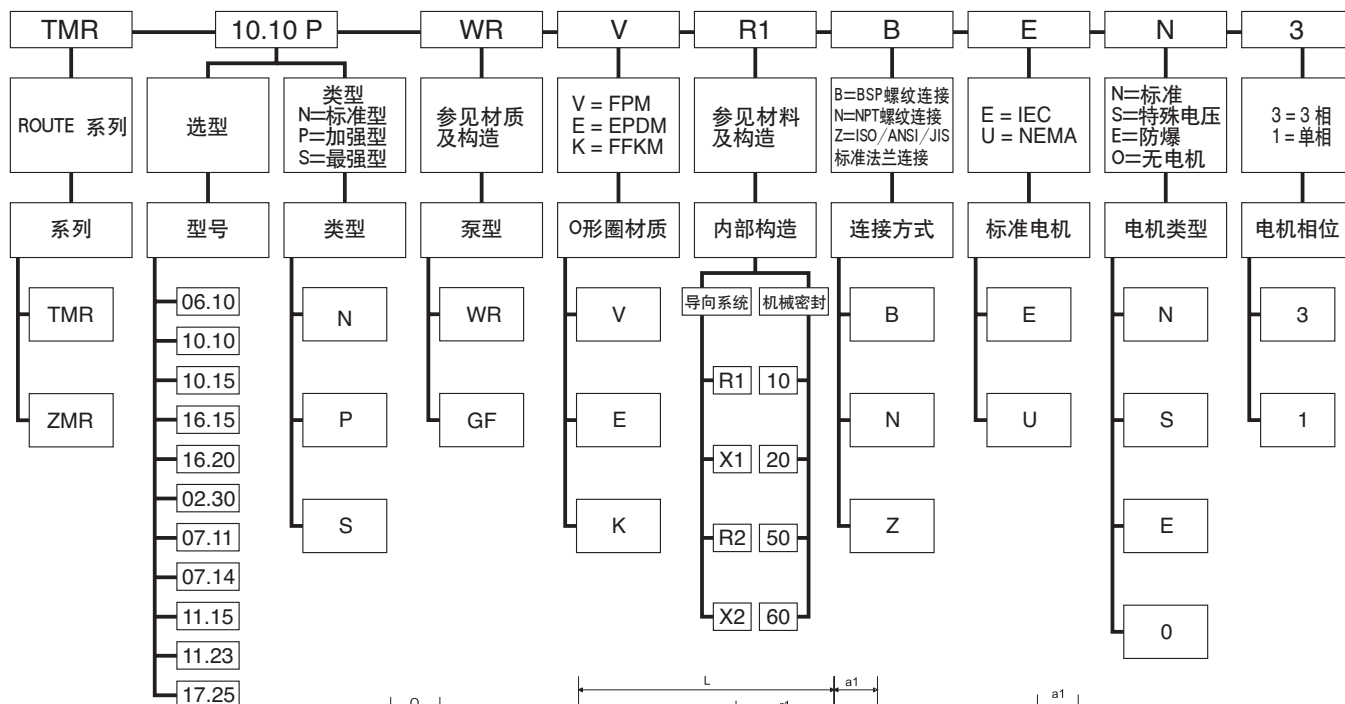 TMR
10.10 P
WR
V
R1
B
E
N
3
ROUTE 系列
选型
类型
N=标准型
P=加强型
S=最强型
参见材质
及构造
V = FPM
E = EPDM
K = FFKM
参见材料
及构造
B=BSP螺纹连接
N=NPT螺纹连接
Z=ISO/ANSI/JIS
标准法兰连接
E = IEC
U = NEMA
N=标准
S=特殊电压
E=防爆
O=无电机
3=3 相
1=单相
系列
型号
类型
泵型
O形圈材质
内部构造
连接方式
标准电机
电机类型
电机相位
TMR
ZMR
06.10
10.10
10.15
16.15
16.20
02.30
07.11
07.14
11.15
11.23
17.25
N
P
S
WR
GF
V
E
K
导向系统
机械密封
R1
10
X1
20
R2
50
X2
60
B
N
Z
E
U
N
S
E
0
3
1
L
a1
a1